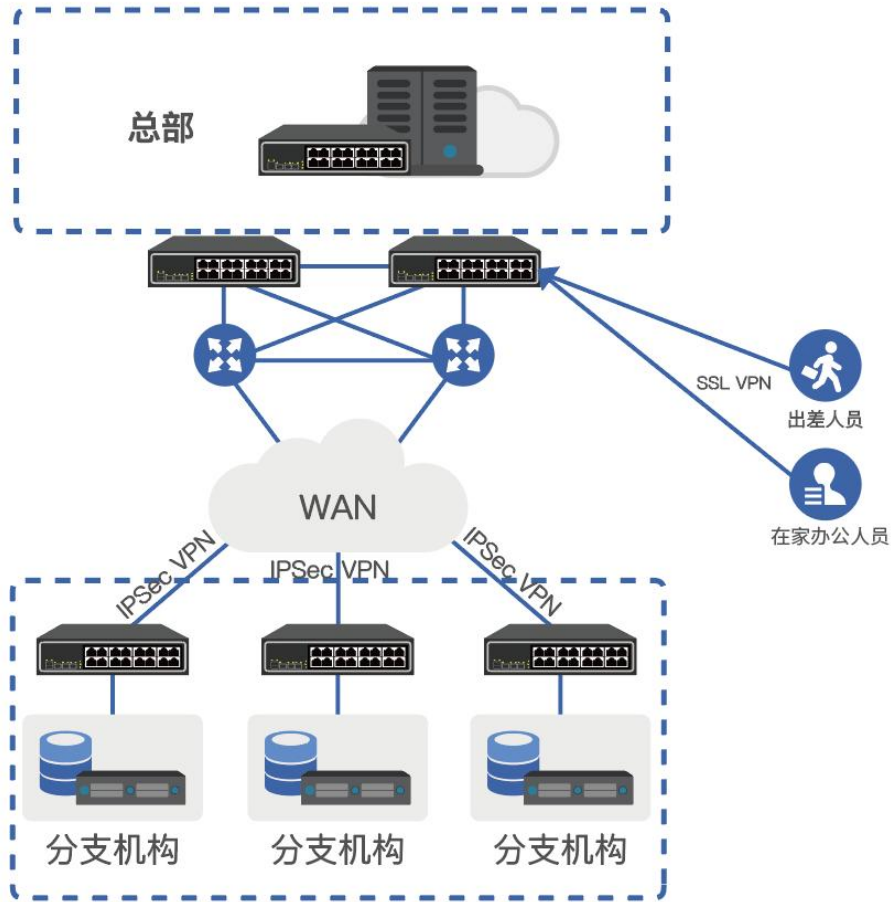 总部
SSL VPN
出差人员
在家办公人员
WAN
IPSec VPN
IPSec VPN
IPSec VPN
分支机构
分支机构
分支机构